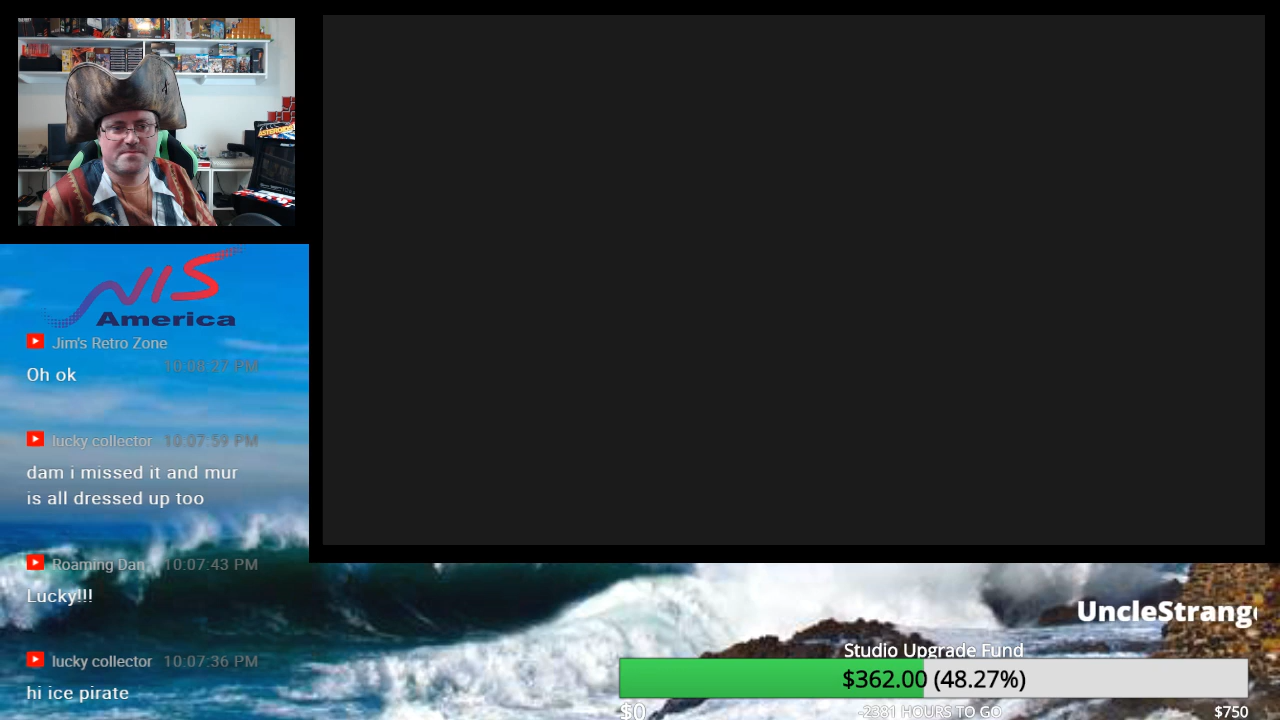 ASTEROIDS
NIS
America
Jim's Retro Zone
10:08:27 PM
Oh ok
lucky collector 10:07:59 PM
dam i missed it and mur
is all dressed up too
Roaming Dan 10:07:43 PM
Lucky!!!
lucky collector 10:07:36 PM
hi ice pirate
UncleStrang
Studio Upgrade Fund
$362.00 (48.27%)
$0 -2381 HOURS TO GO $750